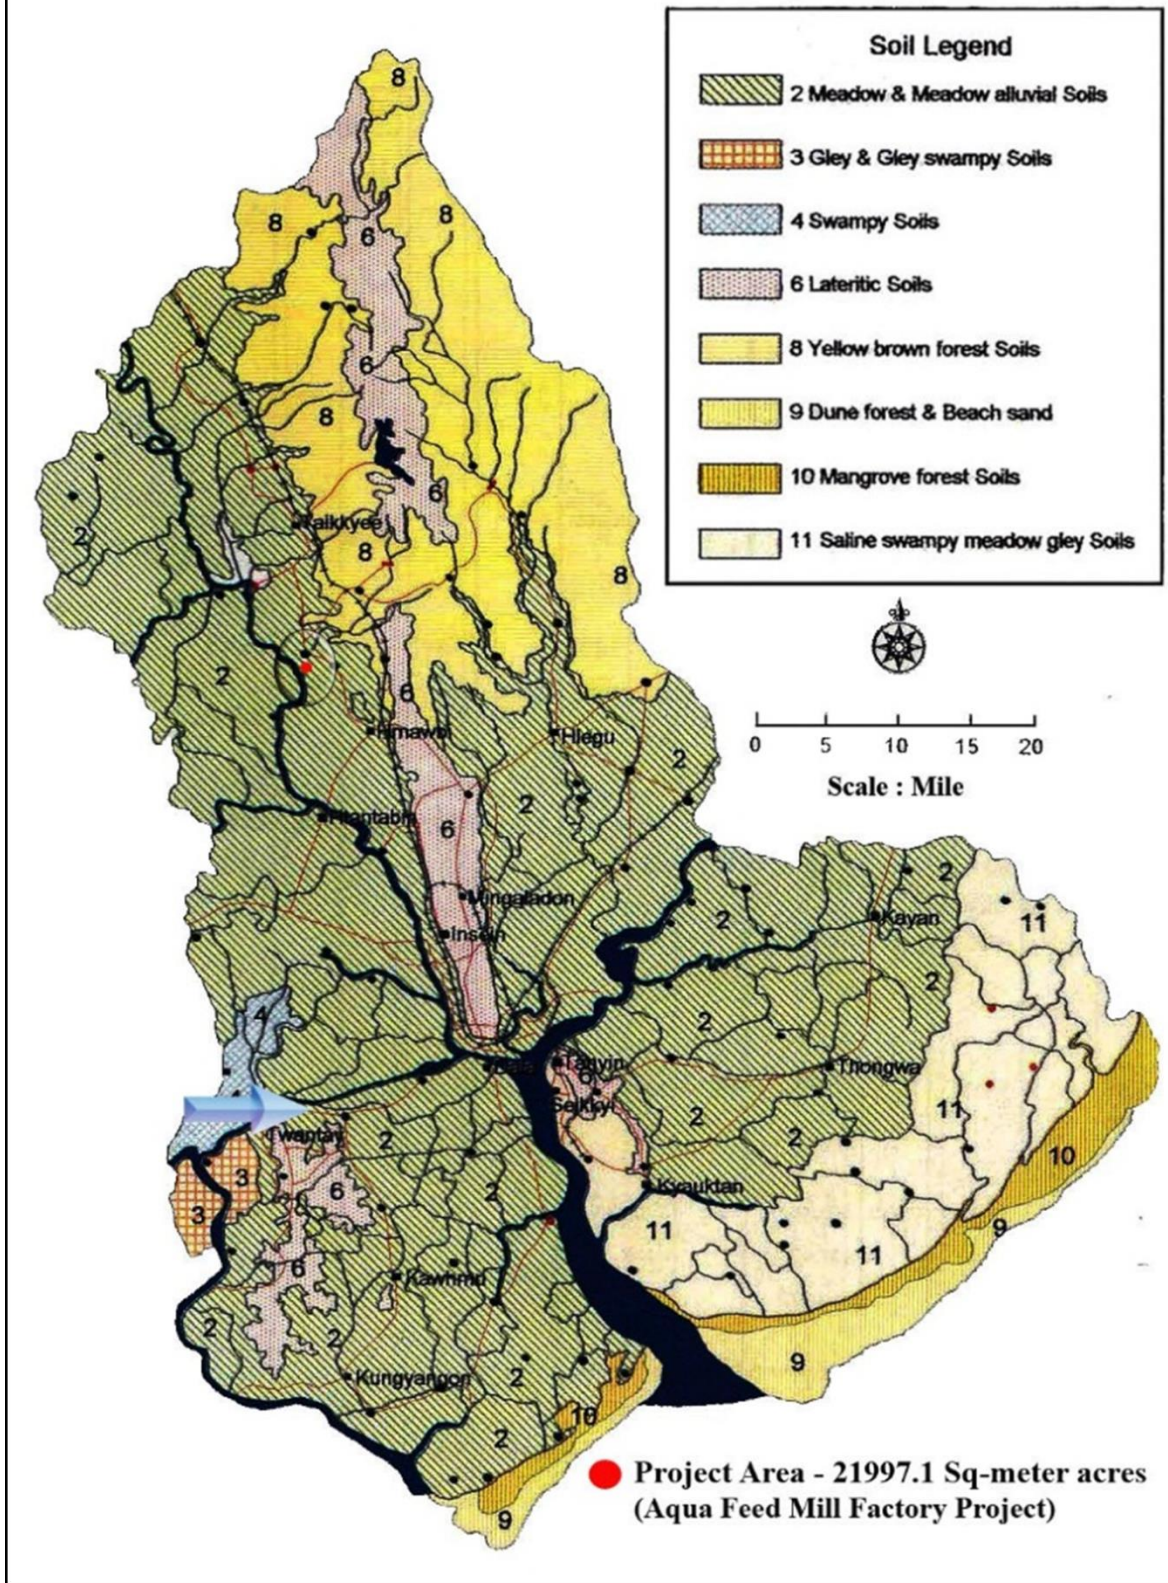 Soil Legend
2 Meadow & Meadow alluvial Soils
3 Gley & Gley swampy Soils
4 Swampy Soils
6 Lateritic Soils
8 Yellow brown forest Soils
9 Dune forest & Beach sand
10 Mangrove forest Soils
11 Saline swampy meadow gley Soils
0 5 10 15 20
Scale : Mile
8
8
8
6
6
8
6
2
Taikkyee
8
8
2
6
Hmawbi
Hlegu
2
2
6
Htantabin
Mingaladon
Insein
2
2
Kayan
11
2
4
2
Dala
Tanyin
6
Thongwa
Seikkyi
11
2
2
2
Twantay
3
6
2
10
3
Kyauktan
11
9
11
6
Kawhmu
2
2
9
Kungyangon
2
10
2
9
Project Area - 21997.1 Sq-meter acres
(Aqua Feed Mill Factory Project)